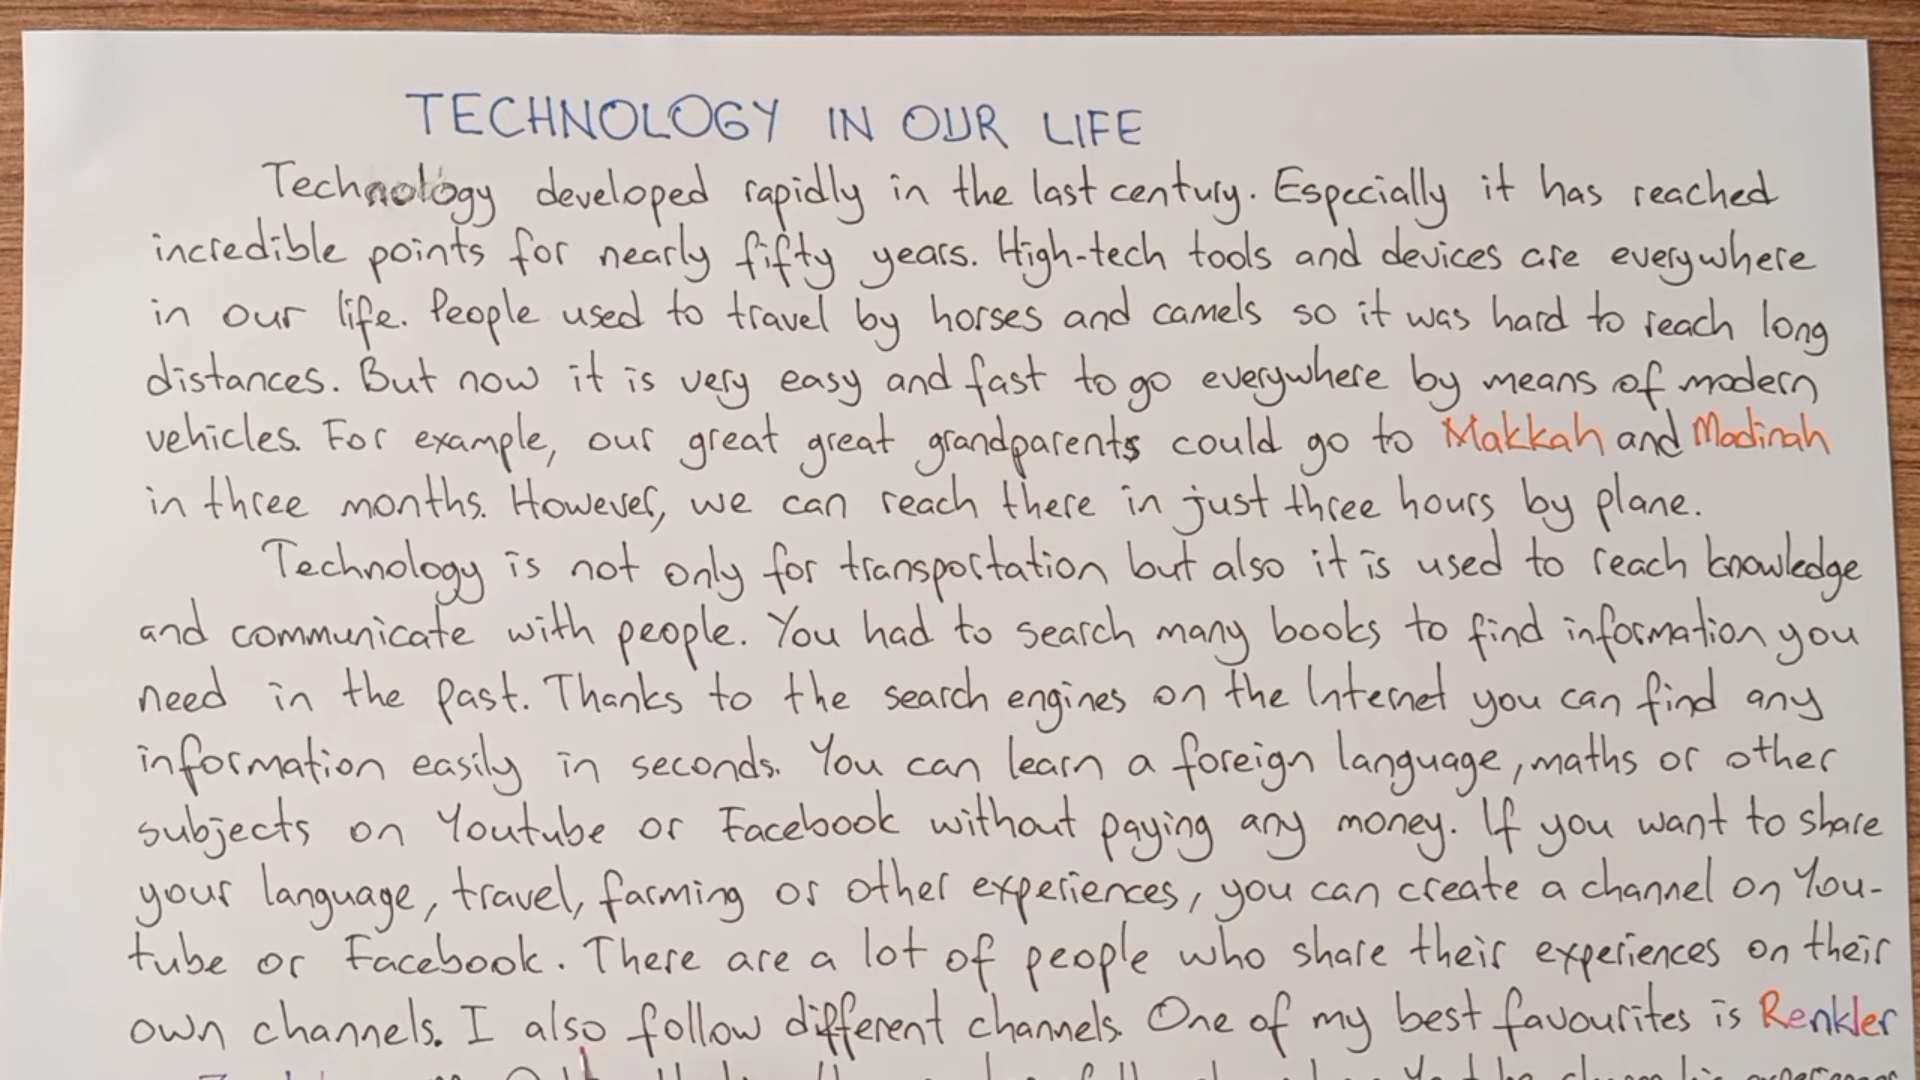 TECHNOLOGY IN OUR LIFE
Technology developed rapidly in the last century. Especially it has reached
incredible points for nearly fifty years. High-tech tools and devices are everywhere
in our life. People used to travel by horses and camels so it was hard to reach long
distances. But now it is very easy and fast to go everywhere by means of modern
vehicles. For example, our great great grandparents could go to Makkah and Madinah
in three months. However, we can reach there in just three hours by plane.
Technology is not only for transportation but also it is used to reach knowledge
and communicate with people. You had to search many books to find information you
need in the past. Thanks to the search engines on the Internet you can find any
information easily in seconds. You can learn a foreign language, maths or other
subjects on Youtube or Facebook without paying any money. If you want to share
your language, travel, farming or other experiences, you can create a channel on You-
tube or Facebook. There are a lot of people who share their experiences on their
own channels. I also follow different channels. One of my best favourites is Renkler